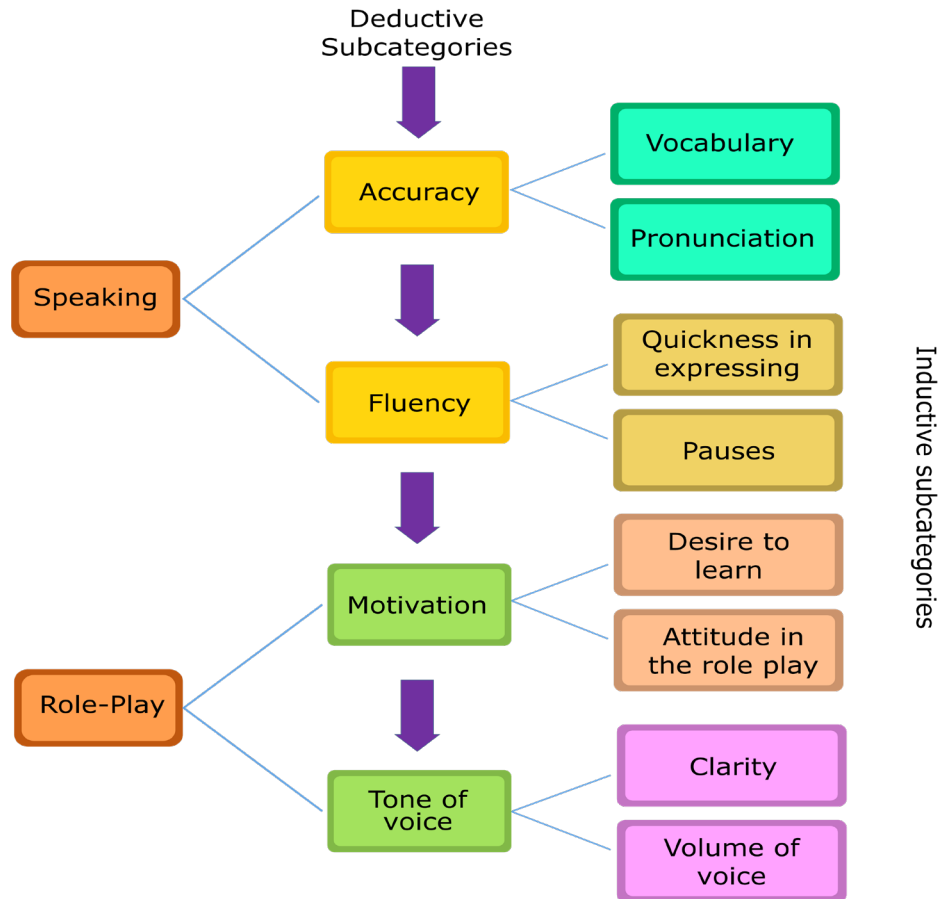 Deductive
Subcategories
Vocabulary
Accuracy
Pronunciation
Speaking
Quickness in
expressing
Fluency
Pauses
Desire to
learn
Motivation
Attitude in
the role play
Role-Play
Clarity
Tone of
voice
Volume of
voice
Inductive subcategories